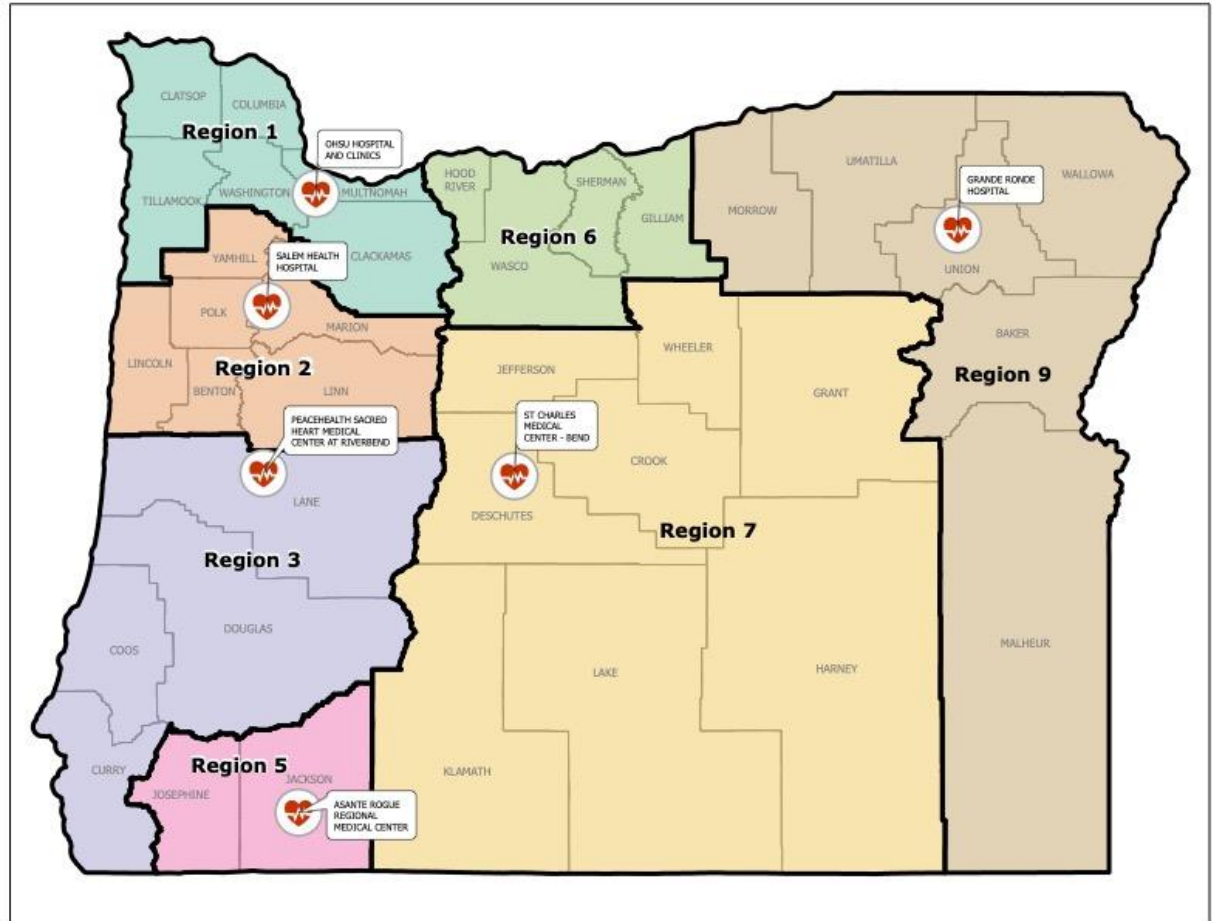 CLATSOP
COLUMBIA
Region 1
OHSU HOSPITAL
AND CLINICS
TILLAMOOK
WASHINGTON
MULTNOMAH
CLACKAMAS
HOOD
RIVER
SHERMAN
GILLIAM
Region 6
WASCO
MORROW
UMATILLA
WALLOWA
GRANDE RONDE
HOSPITAL
UNION
BAKER
Region 9
MALHEUR
YAMHILL
SALEM HEALTH
HOSPITAL
POLK
MARION
LINCOLN
Region 2
BENTON
LINN
PEACEHEALTH SACRED
HEART MEDICAL
CENTER AT RIVERBEND
LANE
Region 3
DOUGLAS
COOS
CURRY
JEFFERSON
WHEELER
GRANT
ST CHARLES
MEDICAL
CENTER - BEND
CROOK
DESCHUTES
Region 7
LAKE
HARNEY
KLAMATH
Region 5
JOSEPHINE
JACKSON
ASANTE ROGUE
REGIONAL
MEDICAL CENTER